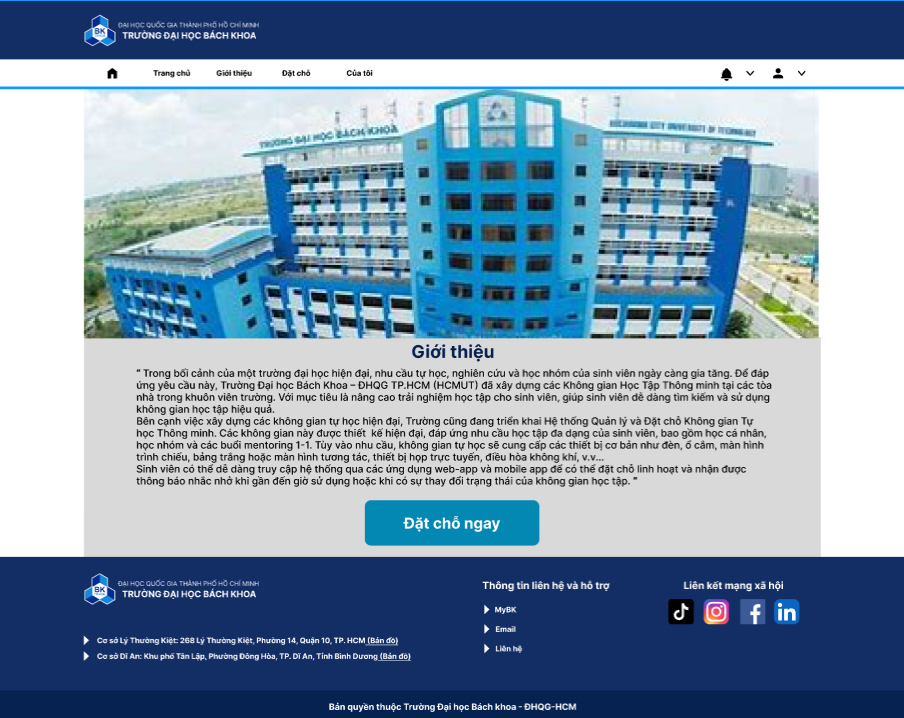 ĐẠI HỌC QUỐC GIA THÀNH PHỐ HỒ CHÍ MINH
TRƯỜNG ĐẠI HỌC BÁCH KHOA
BK
Trang chủ
Giới thiệu
Đặt chỗ
Của tôi
TRƯỜNG ĐẠI HỌC BÁCH KHOA
HOCHIMINH CITY UNIVERSITY OF TECHNOLOGY
Giới thiệu
“ Trong bối cảnh của một trường đại học hiện đại, nhu cầu tự học, nghiên cứu và học nhóm của sinh viên ngày càng gia tăng. Để đáp
ứng yêu cầu này, Trường Đại học Bách Khoa – ĐHQG TP.HCM (HCMUT) đã xây dựng các Không gian Học Tập Thông minh tại các tòa
nhà trong khuôn viên trường. Với mục tiêu là nâng cao trải nghiệm học tập cho sinh viên, giúp sinh viên dễ dàng tìm kiếm và sử dụng
không gian học tập hiệu quả.
Bên cạnh việc xây dựng các không gian tự học hiện đại, Trường cũng đang triển khai Hệ thống Quản lý và Đặt chỗ Không gian Tự
học Thông minh. Các không gian này được thiết kế hiện đại, đáp ứng nhu cầu học tập đa dạng của sinh viên, bao gồm học cá nhân,
học nhóm và các buổi mentoring 1-1. Tùy vào nhu cầu, không gian tự học sẽ cung cấp các thiết bị cơ bản như đèn, ổ cắm, màn hình
trình chiếu, bảng trắng hoặc màn hình tương tác, thiết bị họp trực tuyến, điều hòa không khí, v.v...
Sinh viên có thể dễ dàng truy cập hệ thống qua các ứng dụng web-app và mobile app để có thể đặt chỗ linh hoạt và nhận được
thông báo nhắc nhở khi gần đến giờ sử dụng hoặc khi có sự thay đổi trạng thái của không gian học tập. ”
Đặt chỗ ngay
ĐẠI HỌC QUỐC GIA THÀNH PHỐ HỒ CHÍ MINH
TRƯỜNG ĐẠI HỌC BÁCH KHOA
BK
Cơ sở Lý Thường Kiệt: 268 Lý Thường Kiệt, Phường 14, Quận 10, TP. HCM (Bản đồ)
Cơ sở Dĩ An: Khu phố Tân Lập, Phường Đông Hòa, TP. Dĩ An, Tỉnh Bình Dương (Bản đồ)
Thông tin liên hệ và hỗ trợ
MyBK
Email
Liên hệ
Liên kết mạng xã hội
Bản quyền thuộc Trường Đại học Bách khoa - ĐHQG-HCM